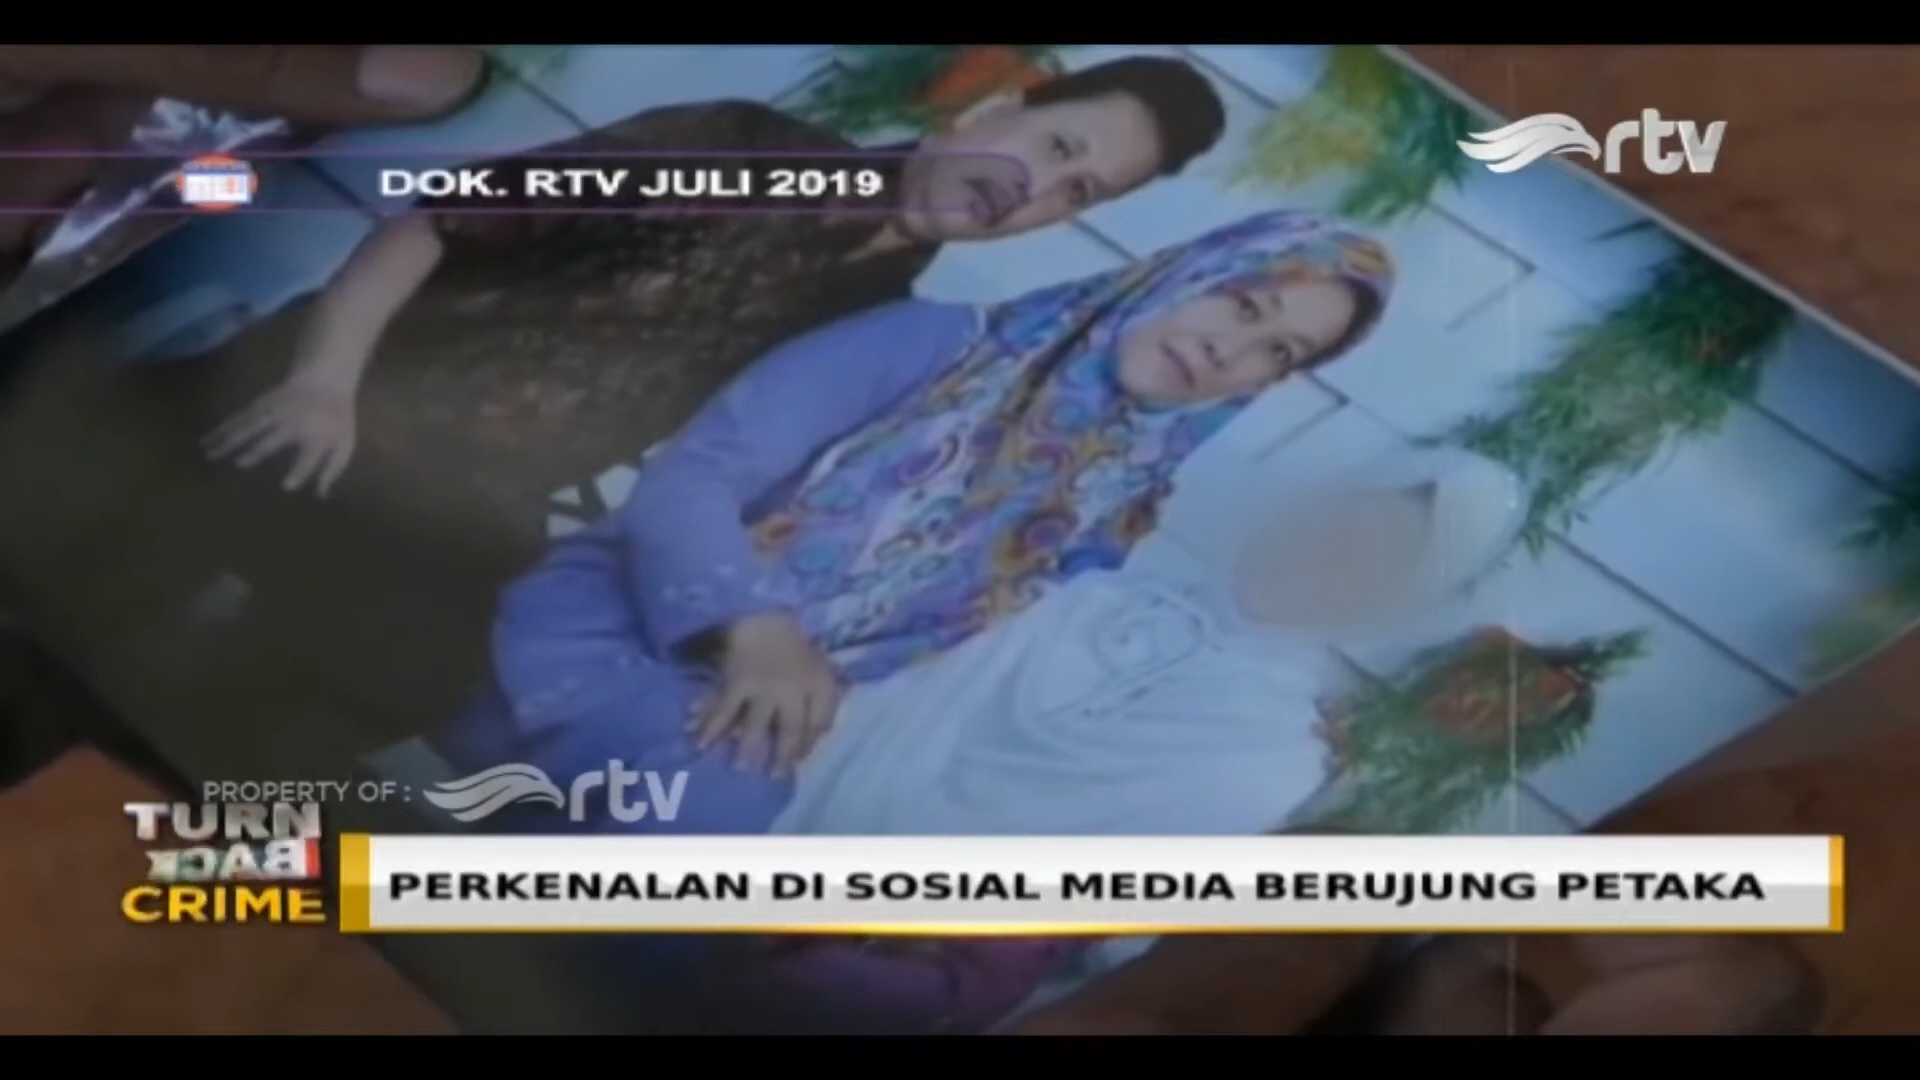 rtv
DOK. RTV JULI 2019
PROPERTY OF : rtv
TURN
BACK
CRIME
PERKENALAN DI SOSIAL MEDIA BERUJUNG PETAKA